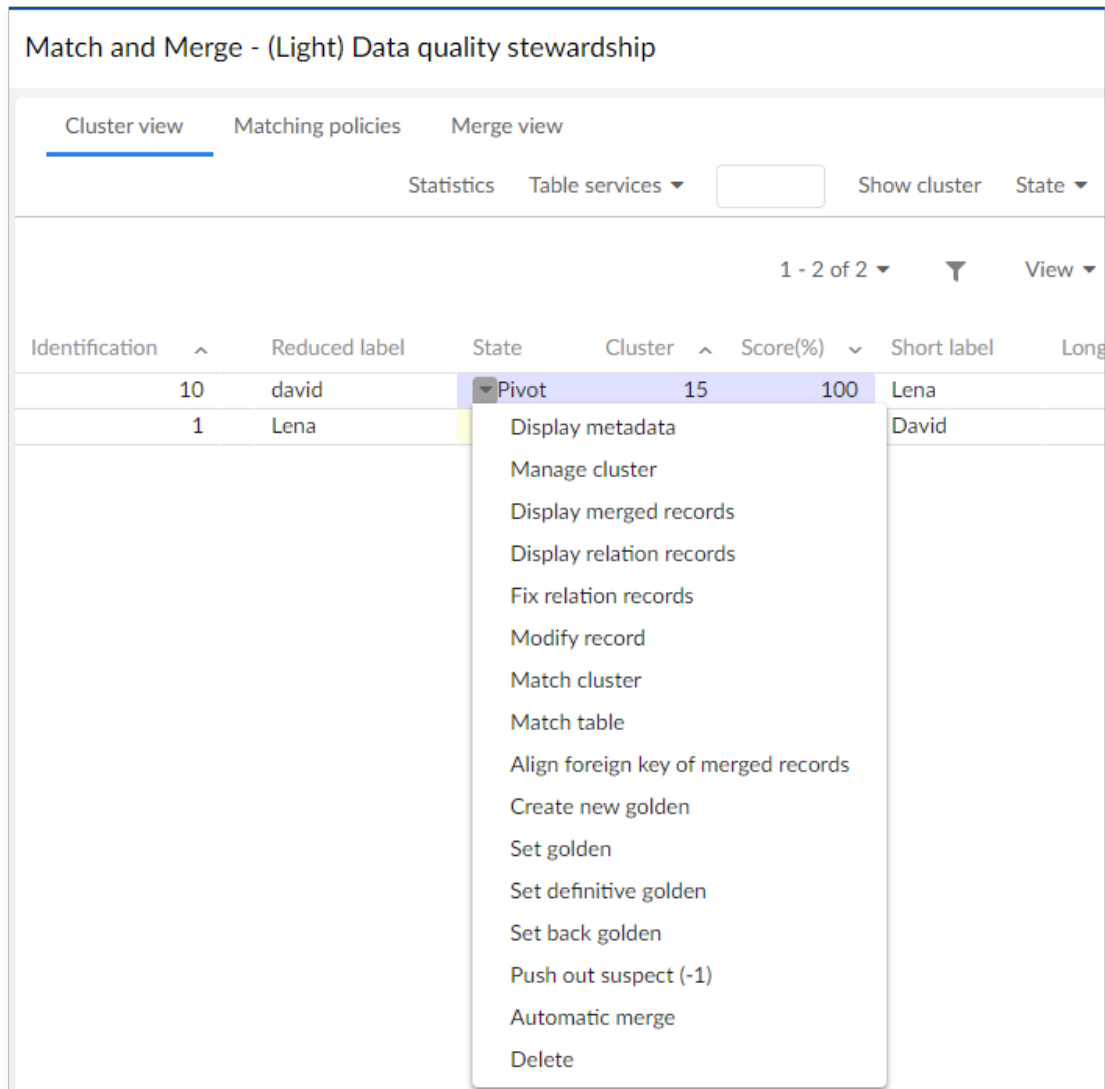 Match and Merge - (Light) Data quality stewardship
Cluster view Matching policies Merge view
Statistics Table services Show cluster State
1 - 2 of 2 View
Identification Reduced label State Cluster Score(%) Short label Long
10 david Pivot 15 100 Lena
1 Lena David
Display metadata
Manage cluster
Display merged records
Display relation records
Fix relation records
Modify record
Match cluster
Match table
Align foreign key of merged records
Create new golden
Set golden
Set definitive golden
Set back golden
Push out suspect (-1)
Automatic merge
Delete